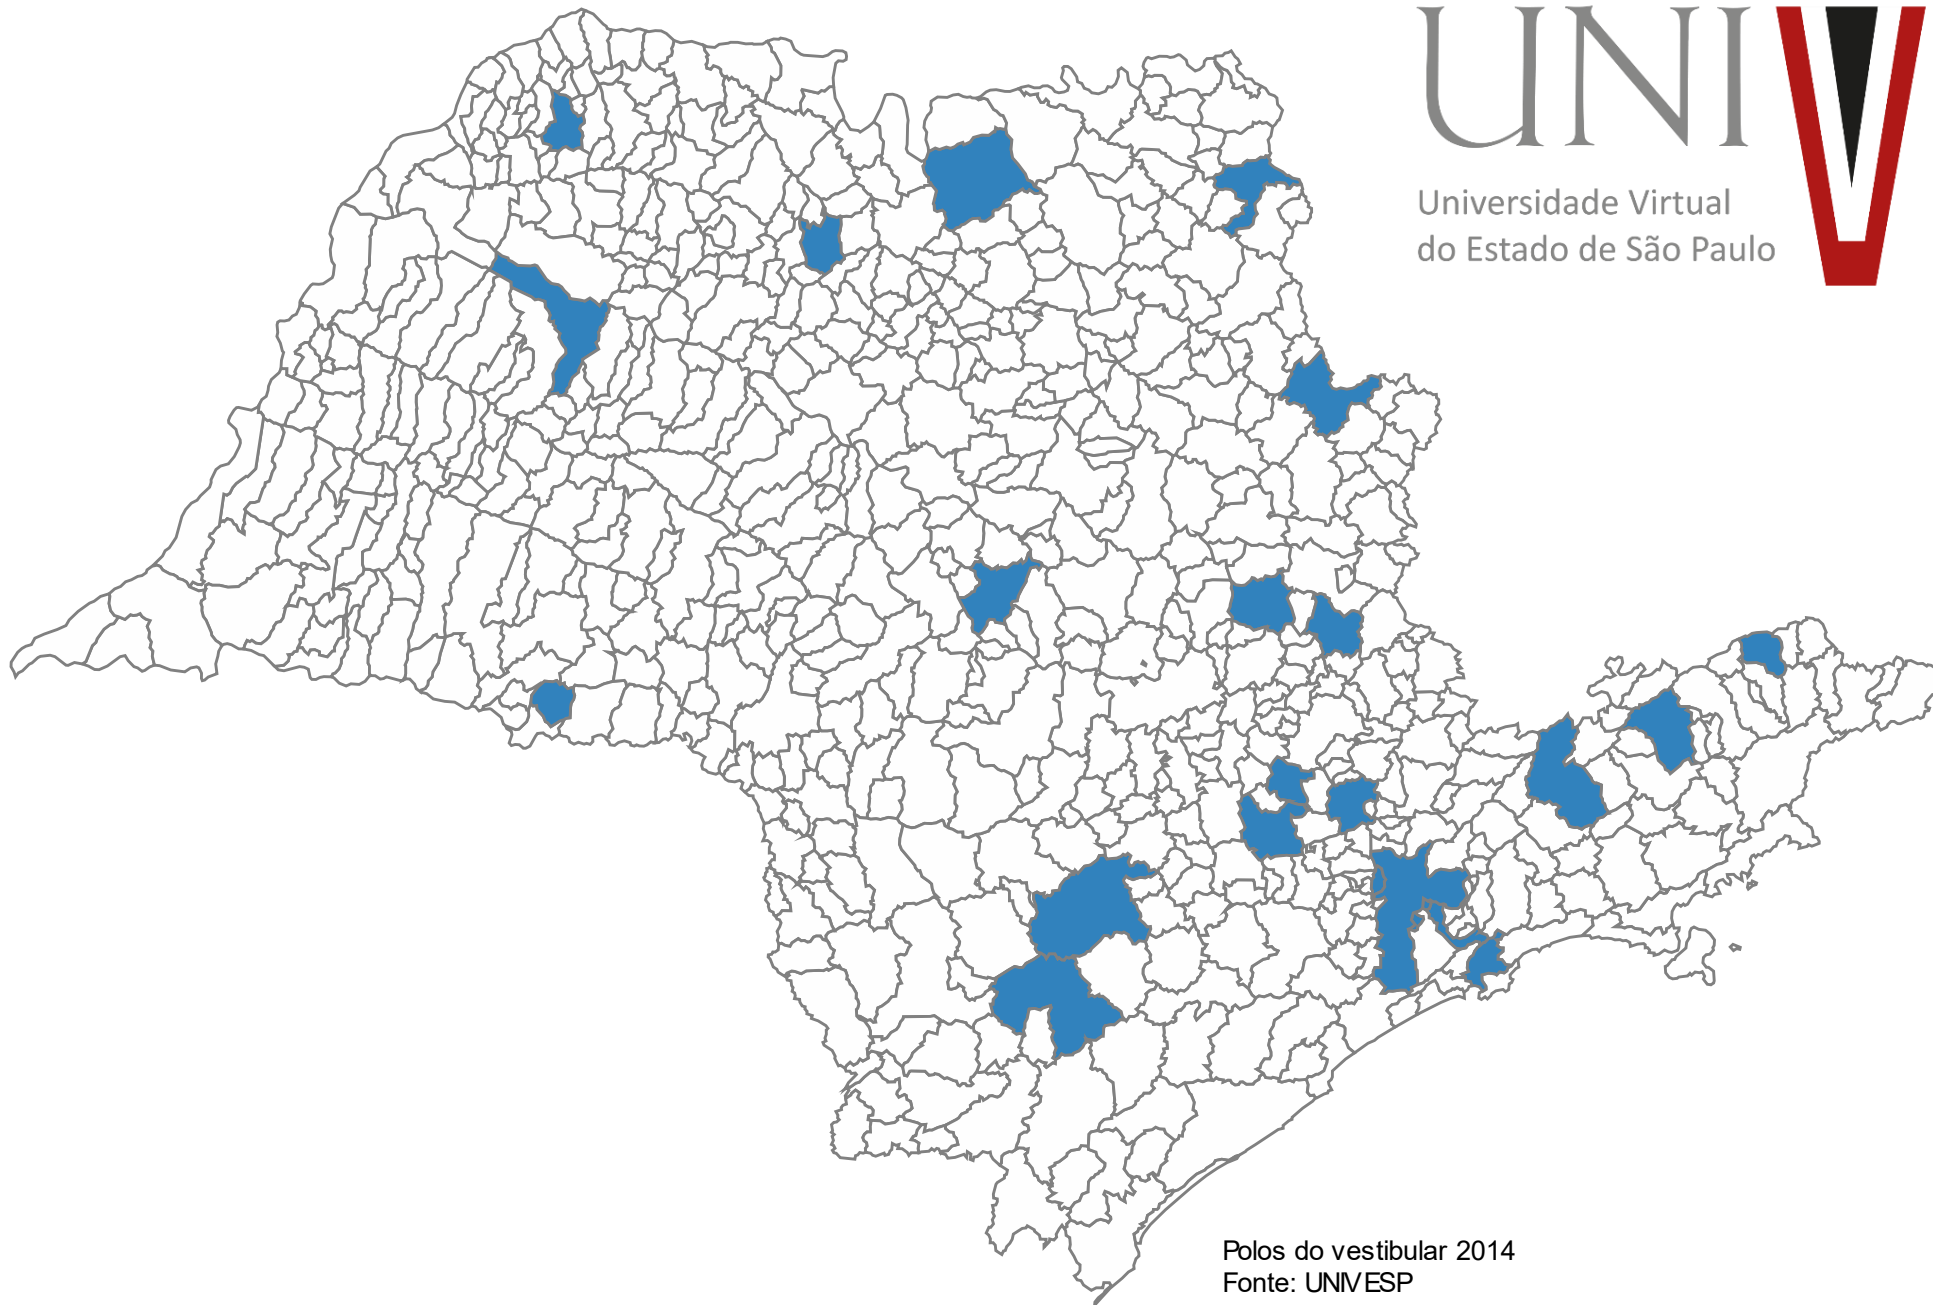 UNIV
Universidade Virtual
do Estado de São Paulo
Polos do vestibular 2014
Fonte: UNIVESP